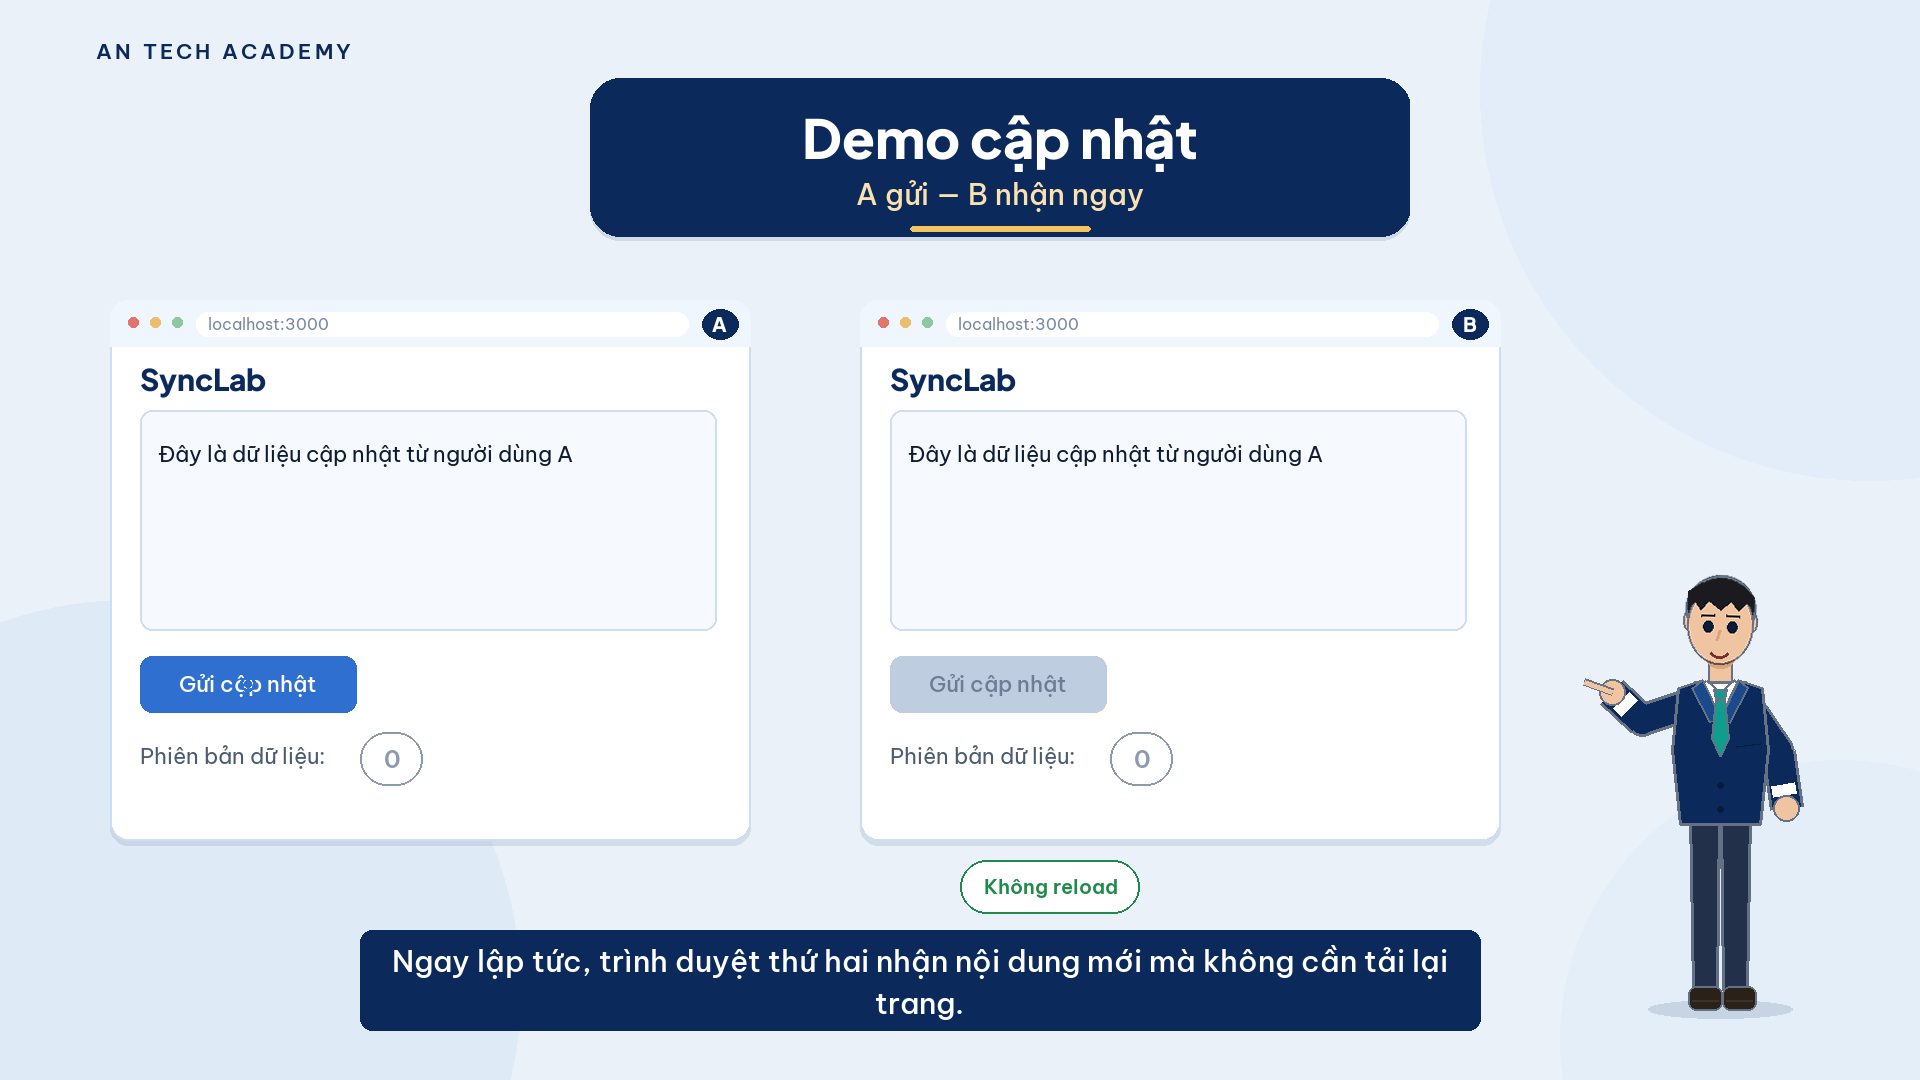 AN TECH ACADEMY
Demo cập nhật
A gửi — B nhận ngay
localhost:3000
A
SyncLab
Đây là dữ liệu cập nhật từ người dùng A
Gửi cập nhật
Phiên bản dữ liệu:
0
localhost:3000
B
SyncLab
Đây là dữ liệu cập nhật từ người dùng A
Gửi cập nhật
Phiên bản dữ liệu:
0
Không reload
Ngay lập tức, trình duyệt thứ hai nhận nội dung mới mà không cần tải lại
trang.